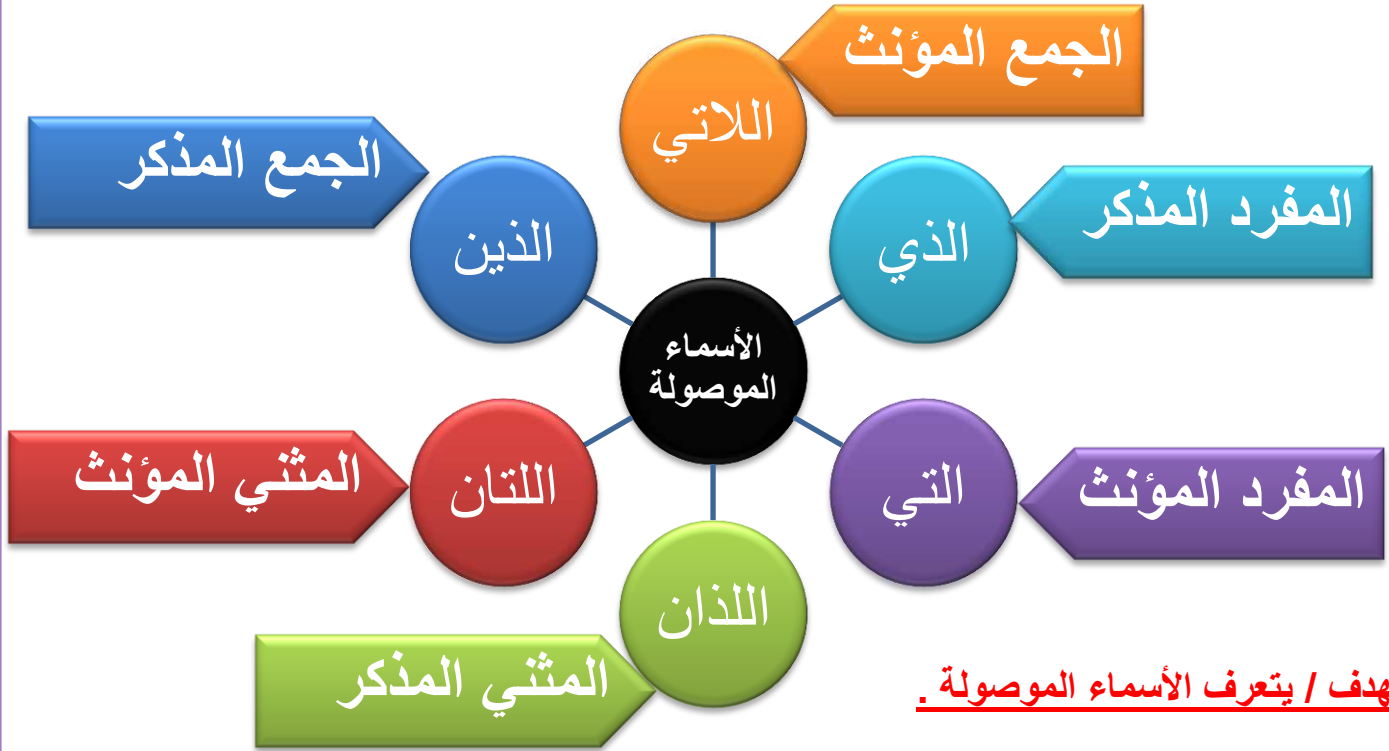 الجمع المؤنث
اللاتي
الجمع المذكر
الذين
المفرد المذكر
الذي
الأسماء
الموصولة
المثني المؤنث
اللتان
المفرد المؤنث
التي
اللذان
المثني المذكر
هدف / يتعرف الأسماء الموصولة .